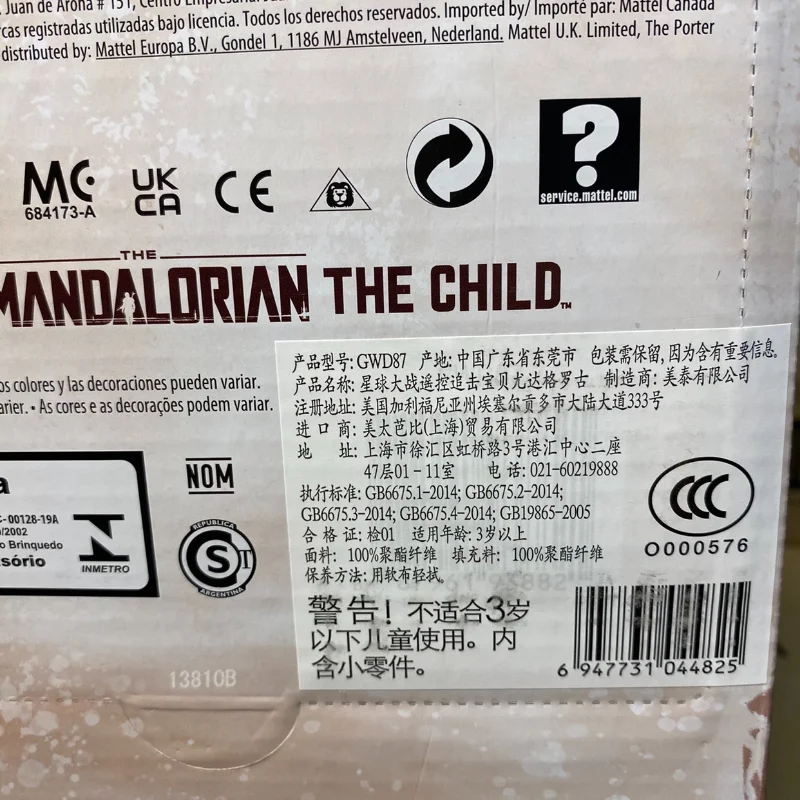 Juan de Arona # 151, Centro Empresarial
cas registradas utilizadas bajo licencia. Todos los derechos reservados. Imported by/ Importé par: Mattel Canada
distributed by: Mattel Europa B.V., Gondel 1, 1186 MJ Amstelveen, Nederland. Mattel U.K. Limited, The Porter
MC
684173-A
UK
CA
CE
?
service.mattel.com
THE
MANDALORIAN THE CHILD™
os colores y las decoraciones pueden variar.
arier. • As cores e as decorações podem variar.
产品型号: GWD87 产地: 中国广东省东莞市 包装需保留, 因为含有重要信息.
产品名称: 星球大战遥控追击宝贝尤达格罗古 制造商: 美泰有限公司
注册地址: 美国加利福尼亚州埃塞尔贡多市大陆大道333号
进口商: 美太芭比(上海)贸易有限公司
地 址: 上海市徐汇区虹桥路3号港汇中心二座
47层01-11室 电话: 021-60219888
执行标准: GB6675.1-2014; GB6675.2-2014;
GB6675.3-2014; GB6675.4-2014; GB19865-2005
合格证: 检01 适用年龄: 3岁以上
面料: 100%聚酯纤维 填充料: 100%聚酯纤维
保养方法: 用软布轻拭.
警告! 不适合3岁
以下儿童使用。内
含小零件。
CCC
O000576
6 947731 044825
a
-00128-19A
/2002
o Brinquedo
sório
INMETRO
NOM
REPUBLICA
S
T
ARGENTINA
13810B